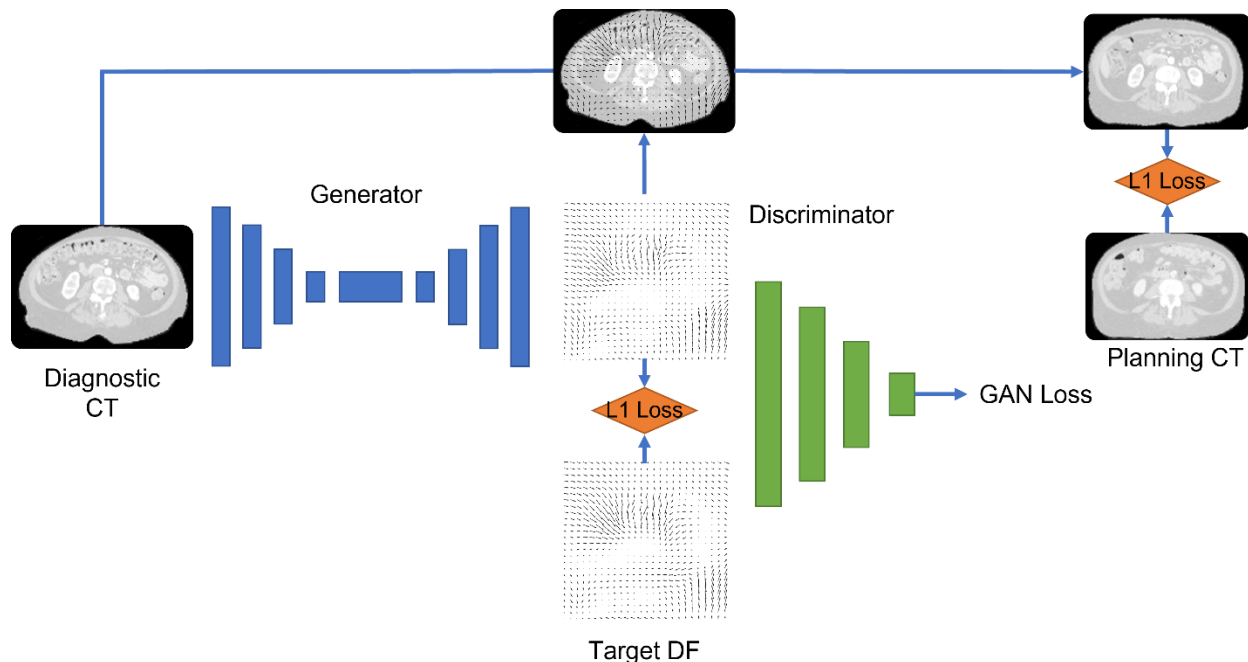 Generator
Discriminator
L1 Loss
Diagnostic
CT
Planning CT
L1 Loss
GAN Loss
Target DF